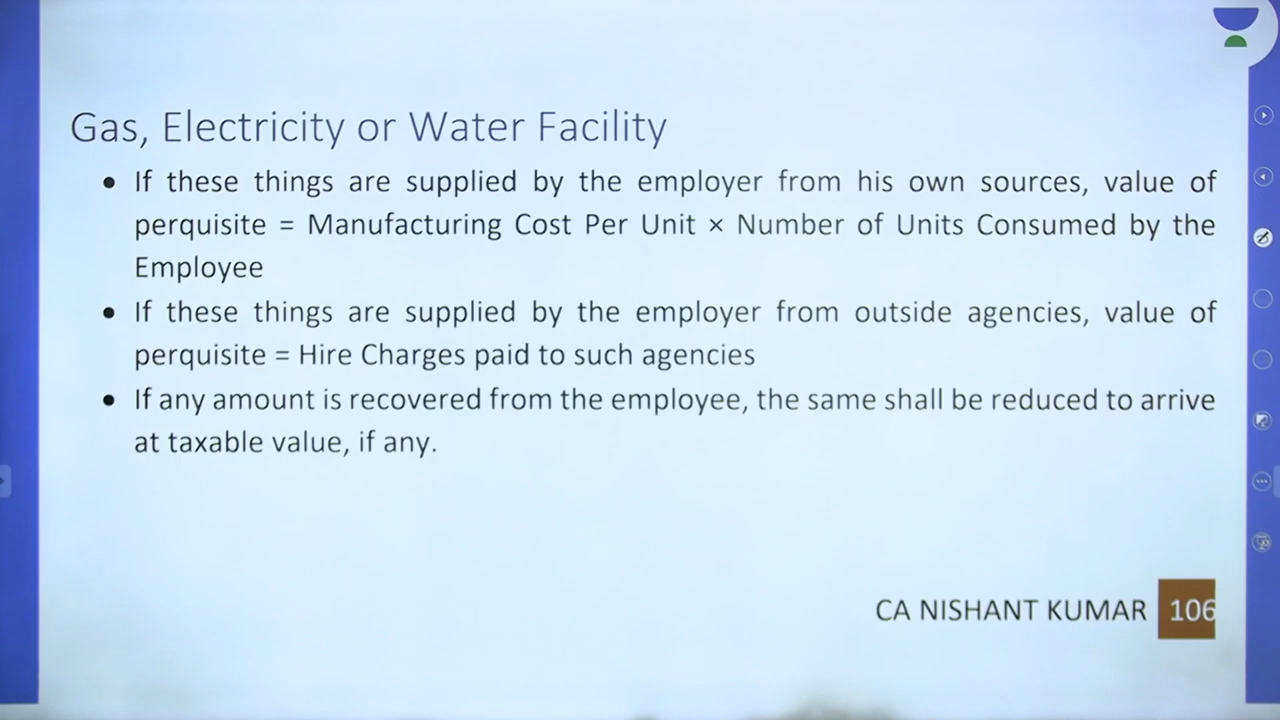 Gas, Electricity or Water Facility
• If these things are supplied by the employer from his own sources, value of
perquisite = Manufacturing Cost Per Unit × Number of Units Consumed by the
Employee
• If these things are supplied by the employer from outside agencies, value of
perquisite = Hire Charges paid to such agencies
• If any amount is recovered from the employee, the same shall be reduced to arrive
at taxable value, if any.
CA NISHANT KUMAR 106